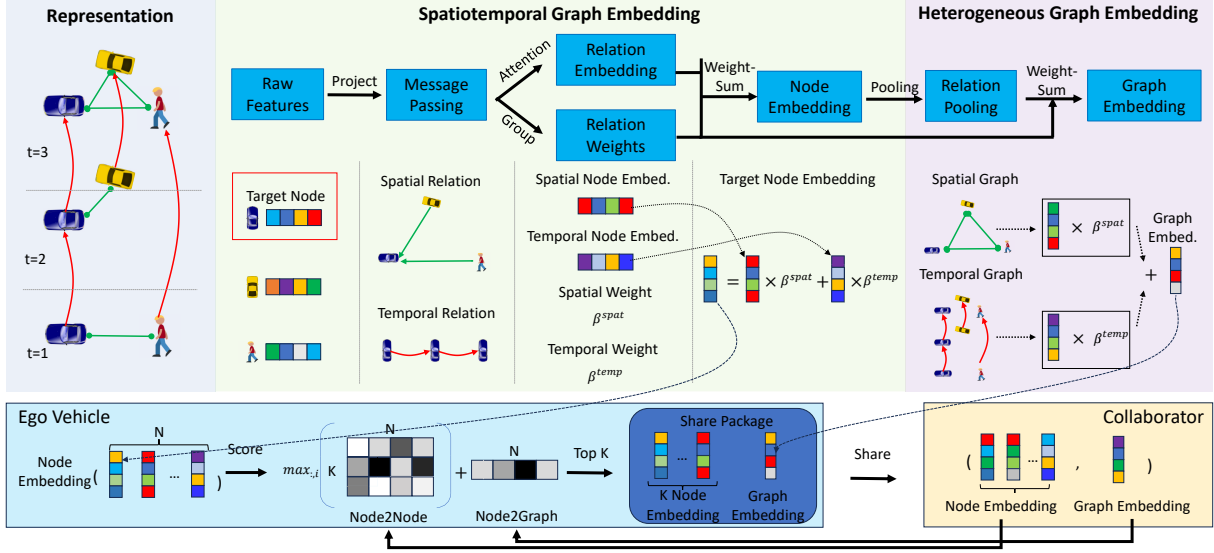 Representation
Spatiotemporal Graph Embedding
Heterogeneous Graph Embedding
t=3
t=2
t=1
Raw
Features
Project
Message
Passing
Attention
Group
Relation
Embedding
Relation
Weights
Weight-
Sum
Node
Embedding
Pooling
Relation
Pooling
Weight-
Sum
Graph
Embedding
Target Node
Spatial Relation
Temporal Relation
Spatial Node Embed.
Temporal Node Embed.
Spatial Weight
β^spat
Temporal Weight
β^temp
Target Node Embedding
= × β^spat + ×β^temp
Spatial Graph
× β^spat
Temporal Graph
× β^temp
+
Graph
Embed.
Ego Vehicle
Node
Embedding
N
( ... )
Score
max:,i
K
N
+
N
Node2Node
Node2Graph
Top K
Share Package
...
K Node
Embedding
Graph
Embedding
Share
Collaborator
( ... , )
Node Embedding
Graph Embedding